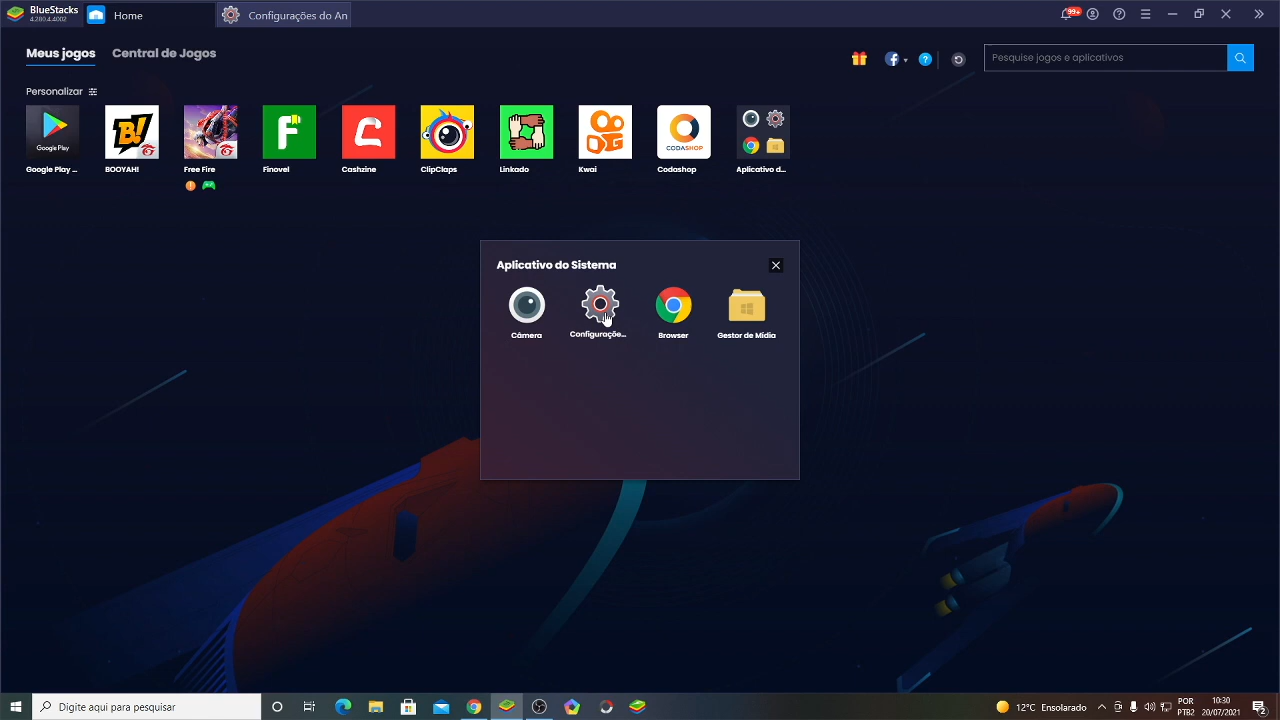 BlueStacks
4.280.4.4002
Home
Configurações do An
99+
Meus jogos
Central de Jogos
Pesquise jogos e aplicativos
Personalizar
Google Play
B!
F
CODASHOP
Google Play ...
BOOYAH!
Free Fire
Finovel
Cashzine
ClipClaps
Linkado
Kwai
Codashop
Aplicativo d...
Aplicativo do Sistema
Câmera
Configuraçõe...
Browser
Gestor de Mídia
Digite aqui para pesquisar
12°C Ensolarado
POR
PTB2
10:30
20/07/2021
2